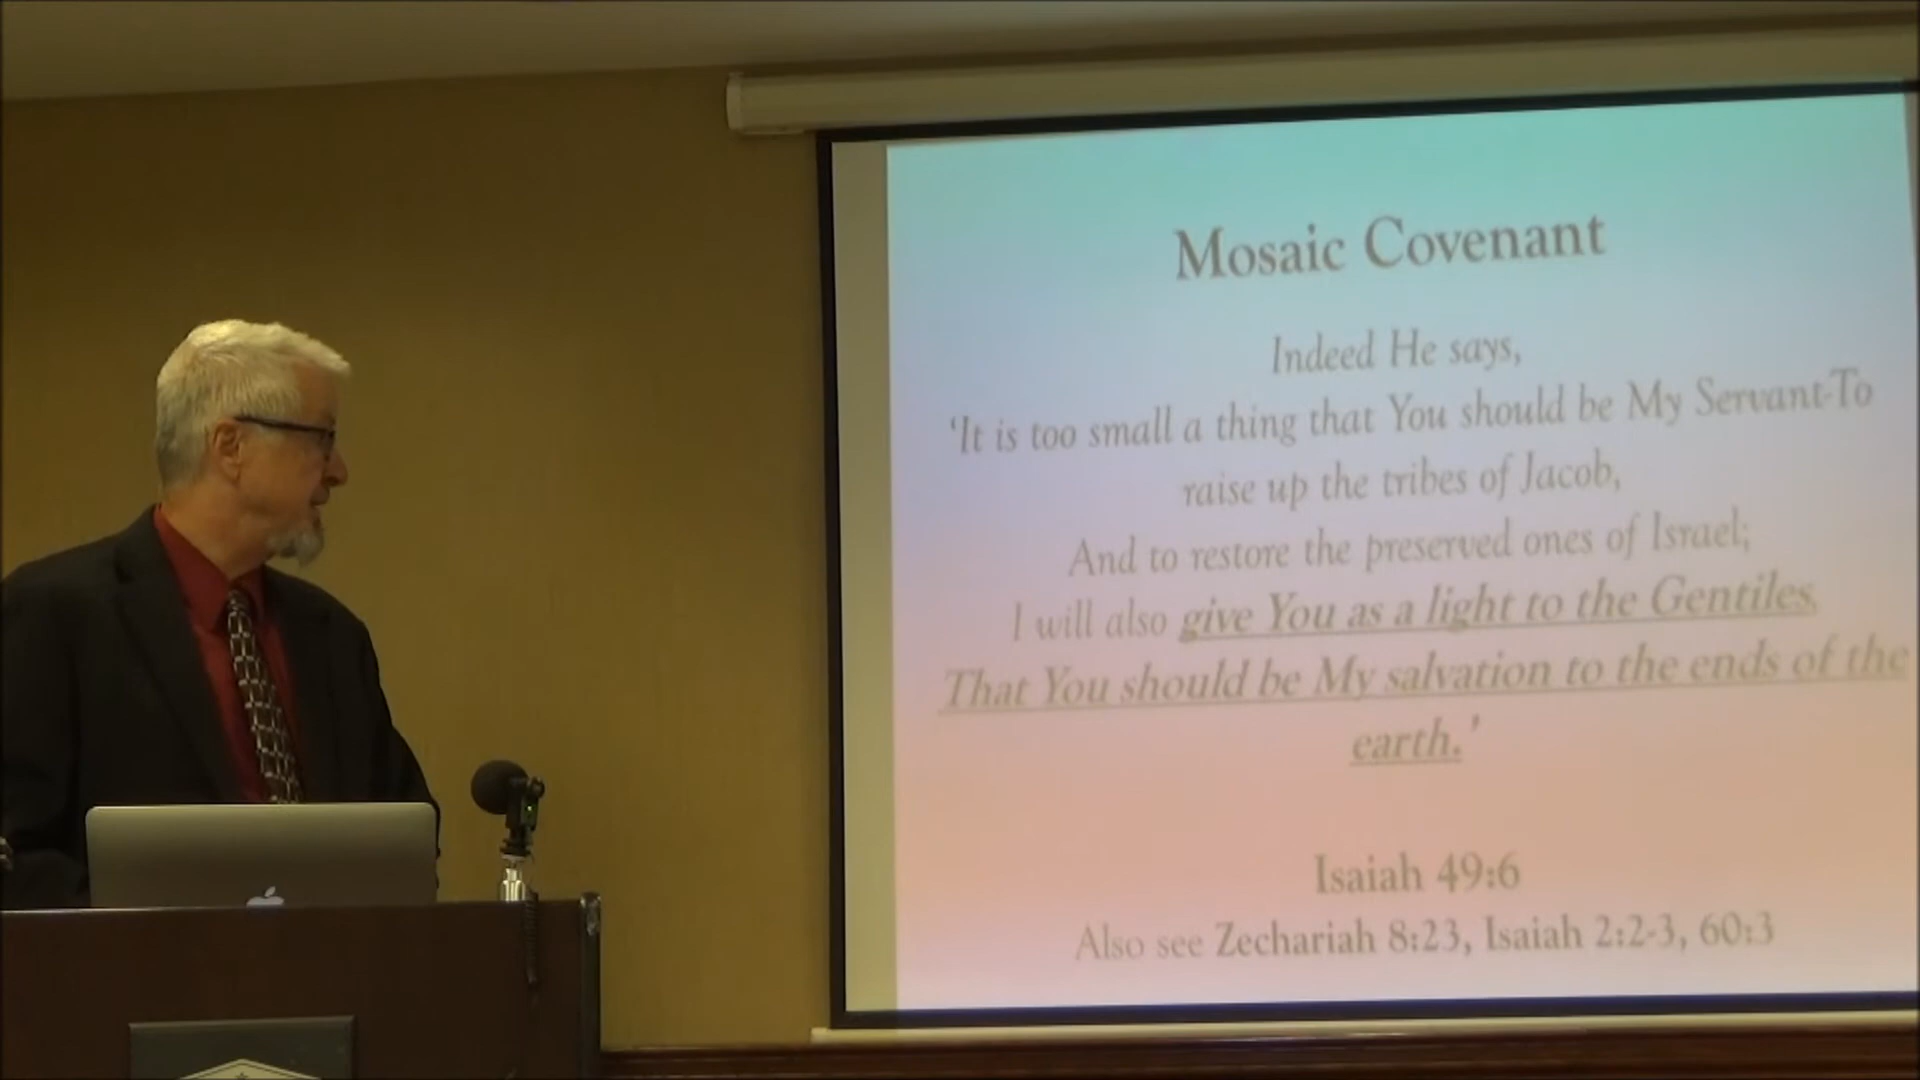 Mosaic Covenant
Indeed He says,
'It is too small a thing that You should be My Servant-To
raise up the tribes of Jacob,
And to restore the preserved ones of Israel;
I will also give You as a light to the Gentiles,
That You should be My salvation to the ends of the
earth.'
Isaiah 49:6
Also see Zechariah 8:23, Isaiah 2:2-3, 60:3